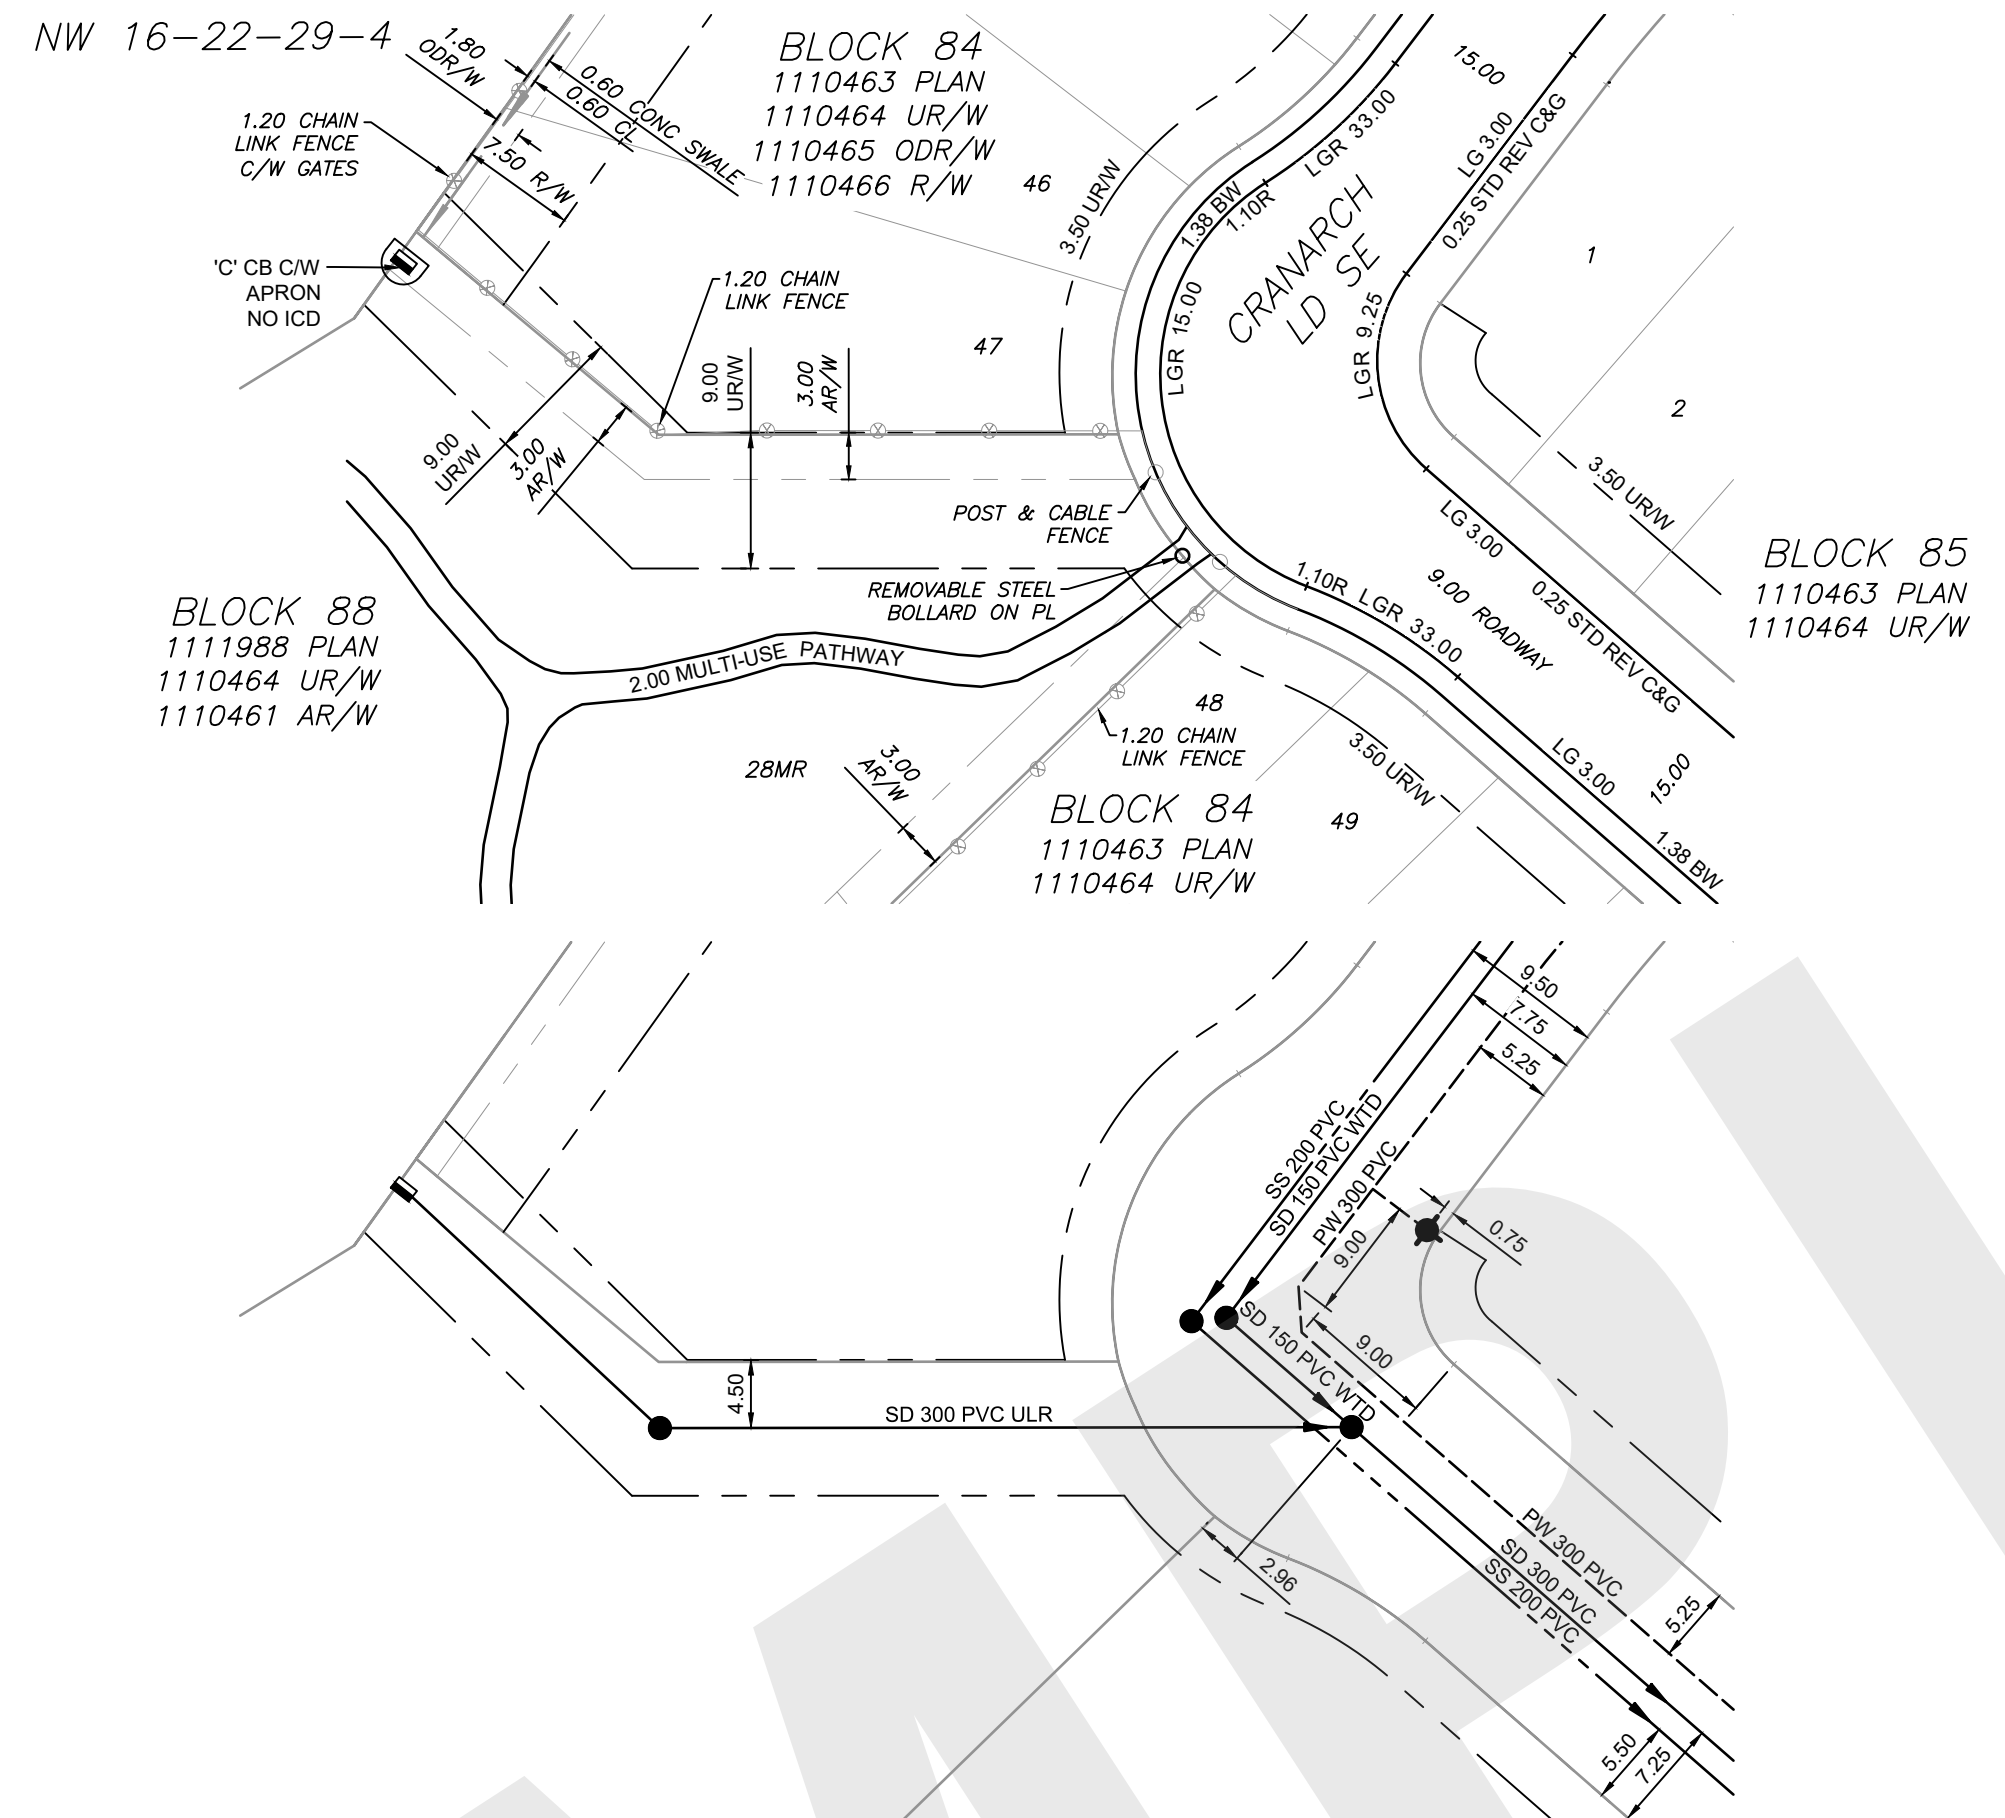 NW 16-22-29-4
1.80
ODR/W
0.60 CONC SWALE
0.60 CL
7.50 R/W
1.20 CHAIN
LINK FENCE
C/W GATES
'C' CB C/W
APRON
NO ICD
BLOCK 84
1110463 PLAN
1110464 UR/W
1110465 ODR/W
1110466 R/W
46
3.50 UR/W
1.38 BW
1.10R
LGR 33.00
15.00
LG 3.00
0.25 STD REV C&G
CRANARCH
LD SE
1
1.20 CHAIN
LINK FENCE
47
LGR 15.00
LGR 9.25
2
9.00
UR/W
3.00
AR/W
9.00
UR/W
3.00
AR/W
POST & CABLE
FENCE
REMOVABLE STEEL
BOLLARD ON PL
3.50 UR/W
LG 3.00
BLOCK 85
1110463 PLAN
1110464 UR/W
1.10R LGR 33.00
9.00 ROADWAY
0.25 STD REV C&G
BLOCK 88
1111988 PLAN
1110464 UR/W
1110461 AR/W
2.00 MULTI-USE PATHWAY
48
1.20 CHAIN
LINK FENCE
28MR
3.00
AR/W
3.50 UR/W
LG 3.00
15.00
1.38 BW
BLOCK 84
1110463 PLAN
1110464 UR/W
49
9.50
7.75
5.25
SS 200 PVC
SD 150 PVC WTD
PW 300 PVC
9.00
0.75
SD 150 PVC WTD
9.00
4.50
SD 300 PVC ULR
2.96
PW 300 PVC
SD 300 PVC
SS 200 PVC
5.25
5.50
7.25